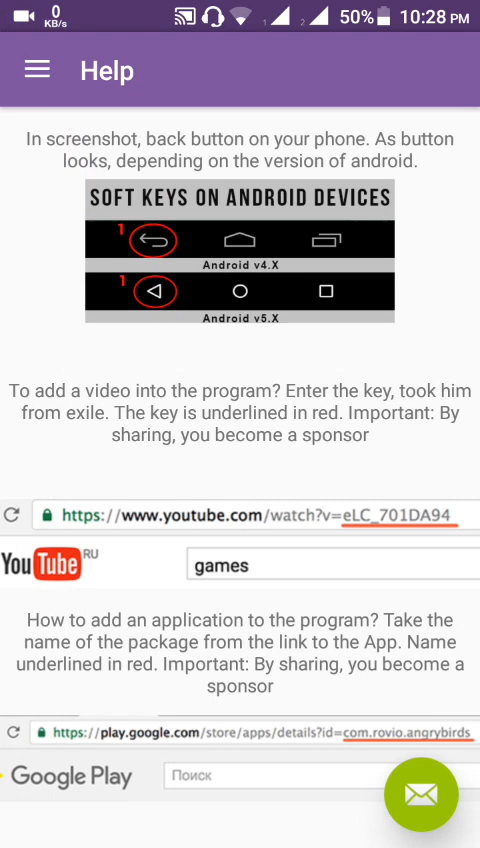 0
KB/s
1
2
50%
10:28 PM
Help
In screenshot, back button on your phone. As button
looks, depending on the version of android.
SOFT KEYS ON ANDROID DEVICES
1
Android v4.X
1
Android v5.X
To add a video into the program? Enter the key, took him
from exile. The key is underlined in red. Important: By
sharing, you become a sponsor
https://www.youtube.com/watch?v=eLC_701DA94
YouTube RU
games
How to add an application to the program? Take the
name of the package from the link to the App. Name
underlined in red. Important: By sharing, you become a
sponsor
https://play.google.com/store/apps/details?id=com.rovio.angrybirds
Google Play
Поиск